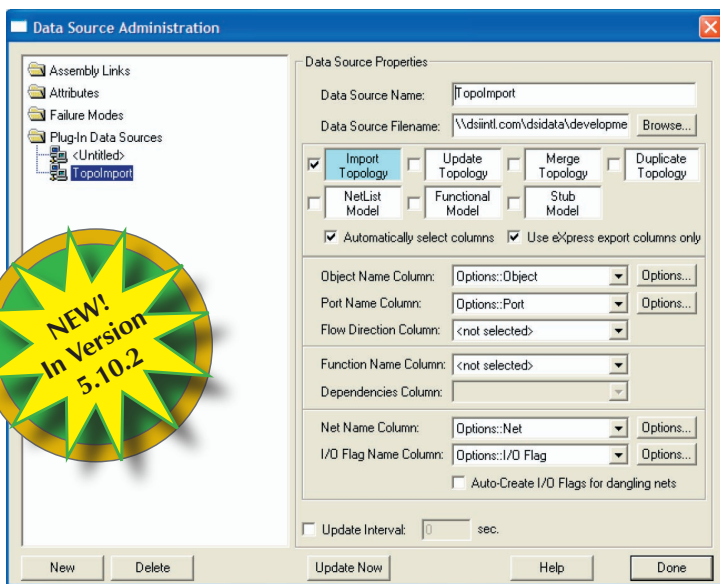 Data Source Administration
Assembly Links
Attributes
Failure Modes
Plug-In Data Sources
<Untitled>
TopoImport
NEW!
In Version
5.10.2
New
Delete
Data Source Properties
Data Source Name:
TopoImport
Data Source Filename:
\\dsiintl.com\dsidata\developme
Browse...
Import
Topology
Update
Topology
Merge
Topology
Duplicate
Topology
NetList
Model
Functional
Model
Stub
Model
Automatically select columns
Use eXpress export columns only
Object Name Column:
Options::Object
Options...
Port Name Column:
Options::Port
Options...
Flow Direction Column:
<not selected>
Function Name Column:
<not selected>
Dependencies Column:
Net Name Column:
Options::Net
Options...
I/O Flag Name Column:
Options::I/O Flag
Options...
Auto-Create I/O Flags for dangling nets
Update Interval:
0
sec.
Update Now
Help
Done